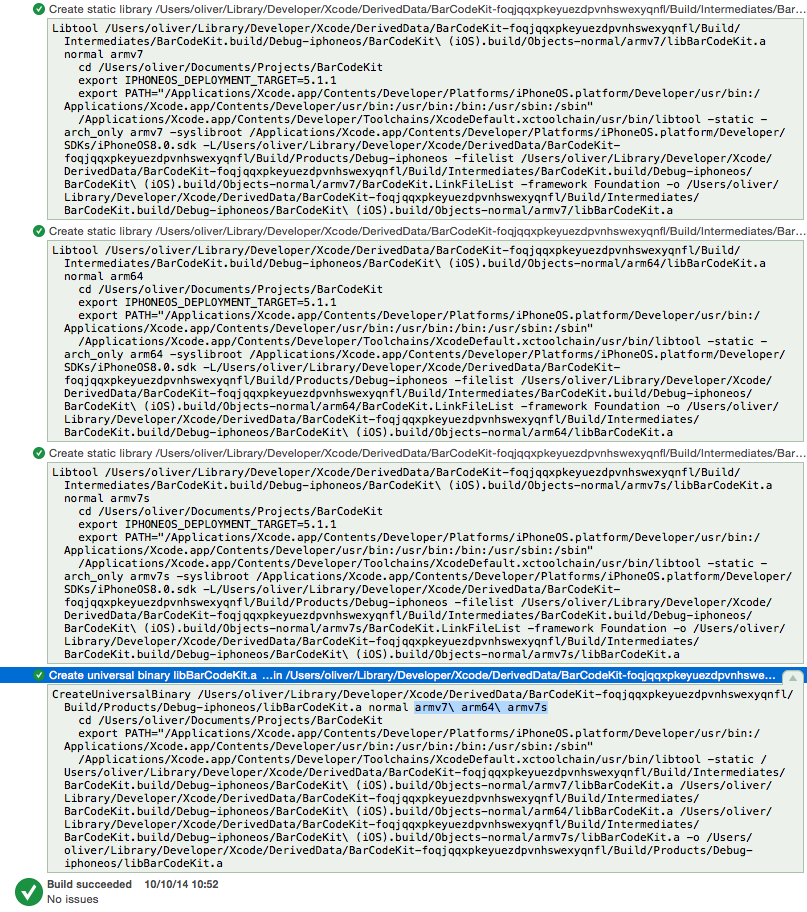 Create static library /Users/oliver/Library/Developer/Xcode/DerivedData/BarCodeKit-foqjqqxpkeyuezdpvnhswexyqnfl/Build/Intermediates/Bar...
Libtool /Users/oliver/Library/Developer/Xcode/DerivedData/BarCodeKit-foqjqqxpkeyuezdpvnhswexyqnfl/Build/
Intermediates/BarCodeKit.build/Debug-iphoneos/BarCodeKit\ (iOS).build/Objects-normal/armv7/libBarCodeKit.a
normal armv7
cd /Users/oliver/Documents/Projects/BarCodeKit
export IPHONEOS_DEPLOYMENT_TARGET=5.1.1
export PATH="/Applications/Xcode.app/Contents/Developer/Platforms/iPhoneOS.platform/Developer/usr/bin:/
Applications/Xcode.app/Contents/Developer/usr/bin:/usr/bin:/bin:/usr/sbin:/sbin"
/Applications/Xcode.app/Contents/Developer/Toolchains/XcodeDefault.xctoolchain/usr/bin/libtool -static -
arch_only armv7 -syslibroot /Applications/Xcode.app/Contents/Developer/Platforms/iPhoneOS.platform/Developer/
SDKs/iPhoneOS8.0.sdk -L/Users/oliver/Library/Developer/Xcode/DerivedData/BarCodeKit-
foqjqqxpkeyuezdpvnhswexyqnfl/Build/Products/Debug-iphoneos -filelist /Users/oliver/Library/Developer/Xcode/
DerivedData/BarCodeKit-foqjqqxpkeyuezdpvnhswexyqnfl/Build/Intermediates/BarCodeKit.build/Debug-iphoneos/
BarCodeKit\ (iOS).build/Objects-normal/armv7/BarCodeKit.LinkFileList -framework Foundation -o /Users/oliver/
Library/Developer/Xcode/DerivedData/BarCodeKit-foqjqqxpkeyuezdpvnhswexyqnfl/Build/Intermediates/
BarCodeKit.build/Debug-iphoneos/BarCodeKit\ (iOS).build/Objects-normal/armv7/libBarCodeKit.a
Create static library /Users/oliver/Library/Developer/Xcode/DerivedData/BarCodeKit-foqjqqxpkeyuezdpvnhswexyqnfl/Build/Intermediates/Bar...
Libtool /Users/oliver/Library/Developer/Xcode/DerivedData/BarCodeKit-foqjqqxpkeyuezdpvnhswexyqnfl/Build/
Intermediates/BarCodeKit.build/Debug-iphoneos/BarCodeKit\ (iOS).build/Objects-normal/arm64/libBarCodeKit.a
normal arm64
cd /Users/oliver/Documents/Projects/BarCodeKit
export IPHONEOS_DEPLOYMENT_TARGET=5.1.1
export PATH="/Applications/Xcode.app/Contents/Developer/Platforms/iPhoneOS.platform/Developer/usr/bin:/
Applications/Xcode.app/Contents/Developer/usr/bin:/usr/bin:/bin:/usr/sbin:/sbin"
/Applications/Xcode.app/Contents/Developer/Toolchains/XcodeDefault.xctoolchain/usr/bin/libtool -static -
arch_only arm64 -syslibroot /Applications/Xcode.app/Contents/Developer/Platforms/iPhoneOS.platform/Developer/
SDKs/iPhoneOS8.0.sdk -L/Users/oliver/Library/Developer/Xcode/DerivedData/BarCodeKit-
foqjqqxpkeyuezdpvnhswexyqnfl/Build/Products/Debug-iphoneos -filelist /Users/oliver/Library/Developer/Xcode/
DerivedData/BarCodeKit-foqjqqxpkeyuezdpvnhswexyqnfl/Build/Intermediates/BarCodeKit.build/Debug-iphoneos/
BarCodeKit\ (iOS).build/Objects-normal/arm64/BarCodeKit.LinkFileList -framework Foundation -o /Users/oliver/
Library/Developer/Xcode/DerivedData/BarCodeKit-foqjqqxpkeyuezdpvnhswexyqnfl/Build/Intermediates/
BarCodeKit.build/Debug-iphoneos/BarCodeKit\ (iOS).build/Objects-normal/arm64/libBarCodeKit.a
Create static library /Users/oliver/Library/Developer/Xcode/DerivedData/BarCodeKit-foqjqqxpkeyuezdpvnhswexyqnfl/Build/Intermediates/Bar...
Libtool /Users/oliver/Library/Developer/Xcode/DerivedData/BarCodeKit-foqjqqxpkeyuezdpvnhswexyqnfl/Build/
Intermediates/BarCodeKit.build/Debug-iphoneos/BarCodeKit\ (iOS).build/Objects-normal/armv7s/libBarCodeKit.a
normal armv7s
cd /Users/oliver/Documents/Projects/BarCodeKit
export IPHONEOS_DEPLOYMENT_TARGET=5.1.1
export PATH="/Applications/Xcode.app/Contents/Developer/Platforms/iPhoneOS.platform/Developer/usr/bin:/
Applications/Xcode.app/Contents/Developer/usr/bin:/usr/bin:/bin:/usr/sbin:/sbin"
/Applications/Xcode.app/Contents/Developer/Toolchains/XcodeDefault.xctoolchain/usr/bin/libtool -static -
arch_only armv7s -syslibroot /Applications/Xcode.app/Contents/Developer/Platforms/iPhoneOS.platform/Developer/
SDKs/iPhoneOS8.0.sdk -L/Users/oliver/Library/Developer/Xcode/DerivedData/BarCodeKit-
foqjqqxpkeyuezdpvnhswexyqnfl/Build/Products/Debug-iphoneos -filelist /Users/oliver/Library/Developer/Xcode/
DerivedData/BarCodeKit-foqjqqxpkeyuezdpvnhswexyqnfl/Build/Intermediates/BarCodeKit.build/Debug-iphoneos/
BarCodeKit\ (iOS).build/Objects-normal/armv7s/BarCodeKit.LinkFileList -framework Foundation -o /Users/oliver/
Library/Developer/Xcode/DerivedData/BarCodeKit-foqjqqxpkeyuezdpvnhswexyqnfl/Build/Intermediates/
BarCodeKit.build/Debug-iphoneos/BarCodeKit\ (iOS).build/Objects-normal/armv7s/libBarCodeKit.a
Create universal binary libBarCodeKit.a ...in /Users/oliver/Library/Developer/Xcode/DerivedData/BarCodeKit-foqjqqxpkeyuezdpvnhswe...
CreateUniversalBinary /Users/oliver/Library/Developer/Xcode/DerivedData/BarCodeKit-foqjqqxpkeyuezdpvnhswexyqnfl/
Build/Products/Debug-iphoneos/libBarCodeKit.a normal armv7\ arm64\ armv7s
cd /Users/oliver/Documents/Projects/BarCodeKit
export PATH="/Applications/Xcode.app/Contents/Developer/Platforms/iPhoneOS.platform/Developer/usr/bin:/
Applications/Xcode.app/Contents/Developer/usr/bin:/usr/bin:/bin:/usr/sbin:/sbin"
/Applications/Xcode.app/Contents/Developer/Toolchains/XcodeDefault.xctoolchain/usr/bin/libtool -static /
Users/oliver/Library/Developer/Xcode/DerivedData/BarCodeKit-foqjqqxpkeyuezdpvnhswexyqnfl/Build/Intermediates/
BarCodeKit.build/Debug-iphoneos/BarCodeKit\ (iOS).build/Objects-normal/armv7/libBarCodeKit.a /Users/oliver/
Library/Developer/Xcode/DerivedData/BarCodeKit-foqjqqxpkeyuezdpvnhswexyqnfl/Build/Intermediates/
BarCodeKit.build/Debug-iphoneos/BarCodeKit\ (iOS).build/Objects-normal/arm64/libBarCodeKit.a /Users/oliver/
Library/Developer/Xcode/DerivedData/BarCodeKit-foqjqqxpkeyuezdpvnhswexyqnfl/Build/Intermediates/
BarCodeKit.build/Debug-iphoneos/BarCodeKit\ (iOS).build/Objects-normal/armv7s/libBarCodeKit.a -o /Users/
oliver/Library/Developer/Xcode/DerivedData/BarCodeKit-foqjqqxpkeyuezdpvnhswexyqnfl/Build/Products/Debug-
iphoneos/libBarCodeKit.a
Build succeeded 10/10/14 10:52
No issues